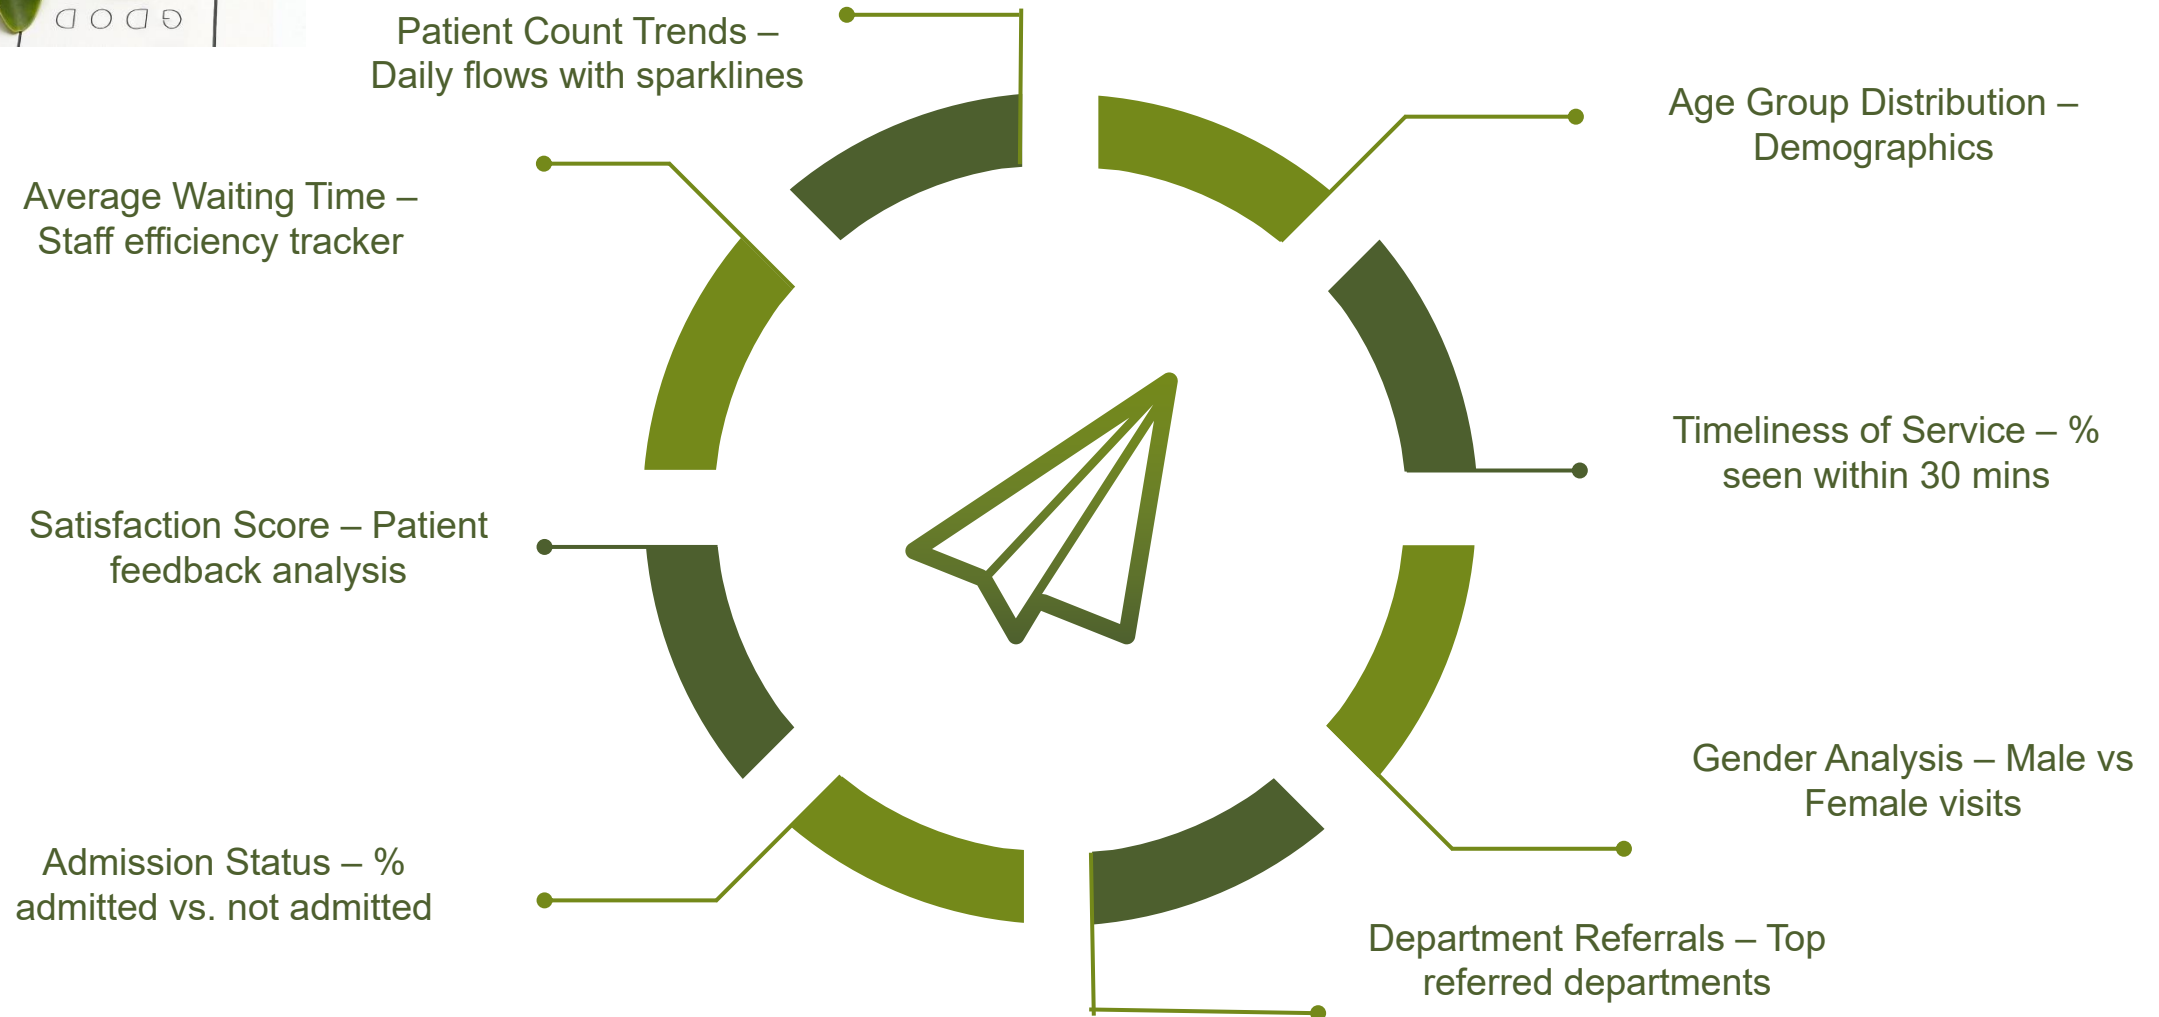 Patient Count Trends –
Daily flows with sparklines
Age Group Distribution –
Demographics
Average Waiting Time –
Staff efficiency tracker
Timeliness of Service – %
seen within 30 mins
Satisfaction Score – Patient
feedback analysis
Gender Analysis – Male vs
Female visits
Admission Status – %
admitted vs. not admitted
Department Referrals – Top
referred departments